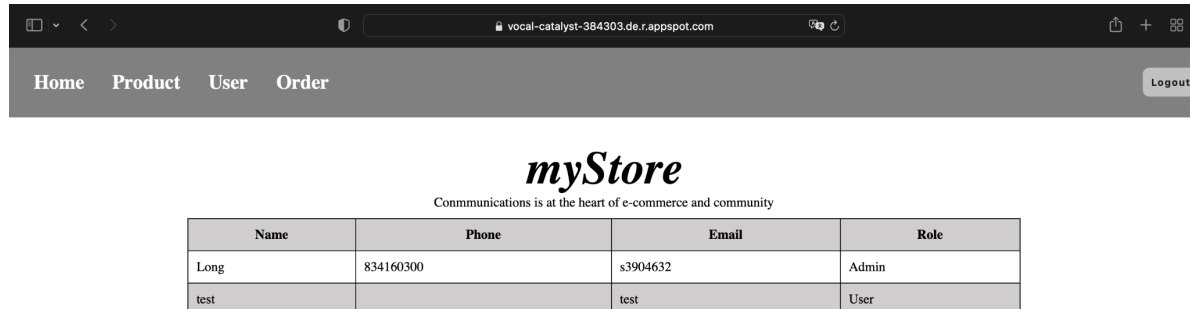 vocal-catalyst-384303.de.r.appspot.com
Home Product User Order Logout
myStore
Conmmunications is at the heart of e-commerce and community
Name Phone Email Role
Long 834160300 s3904632 Admin
test test User